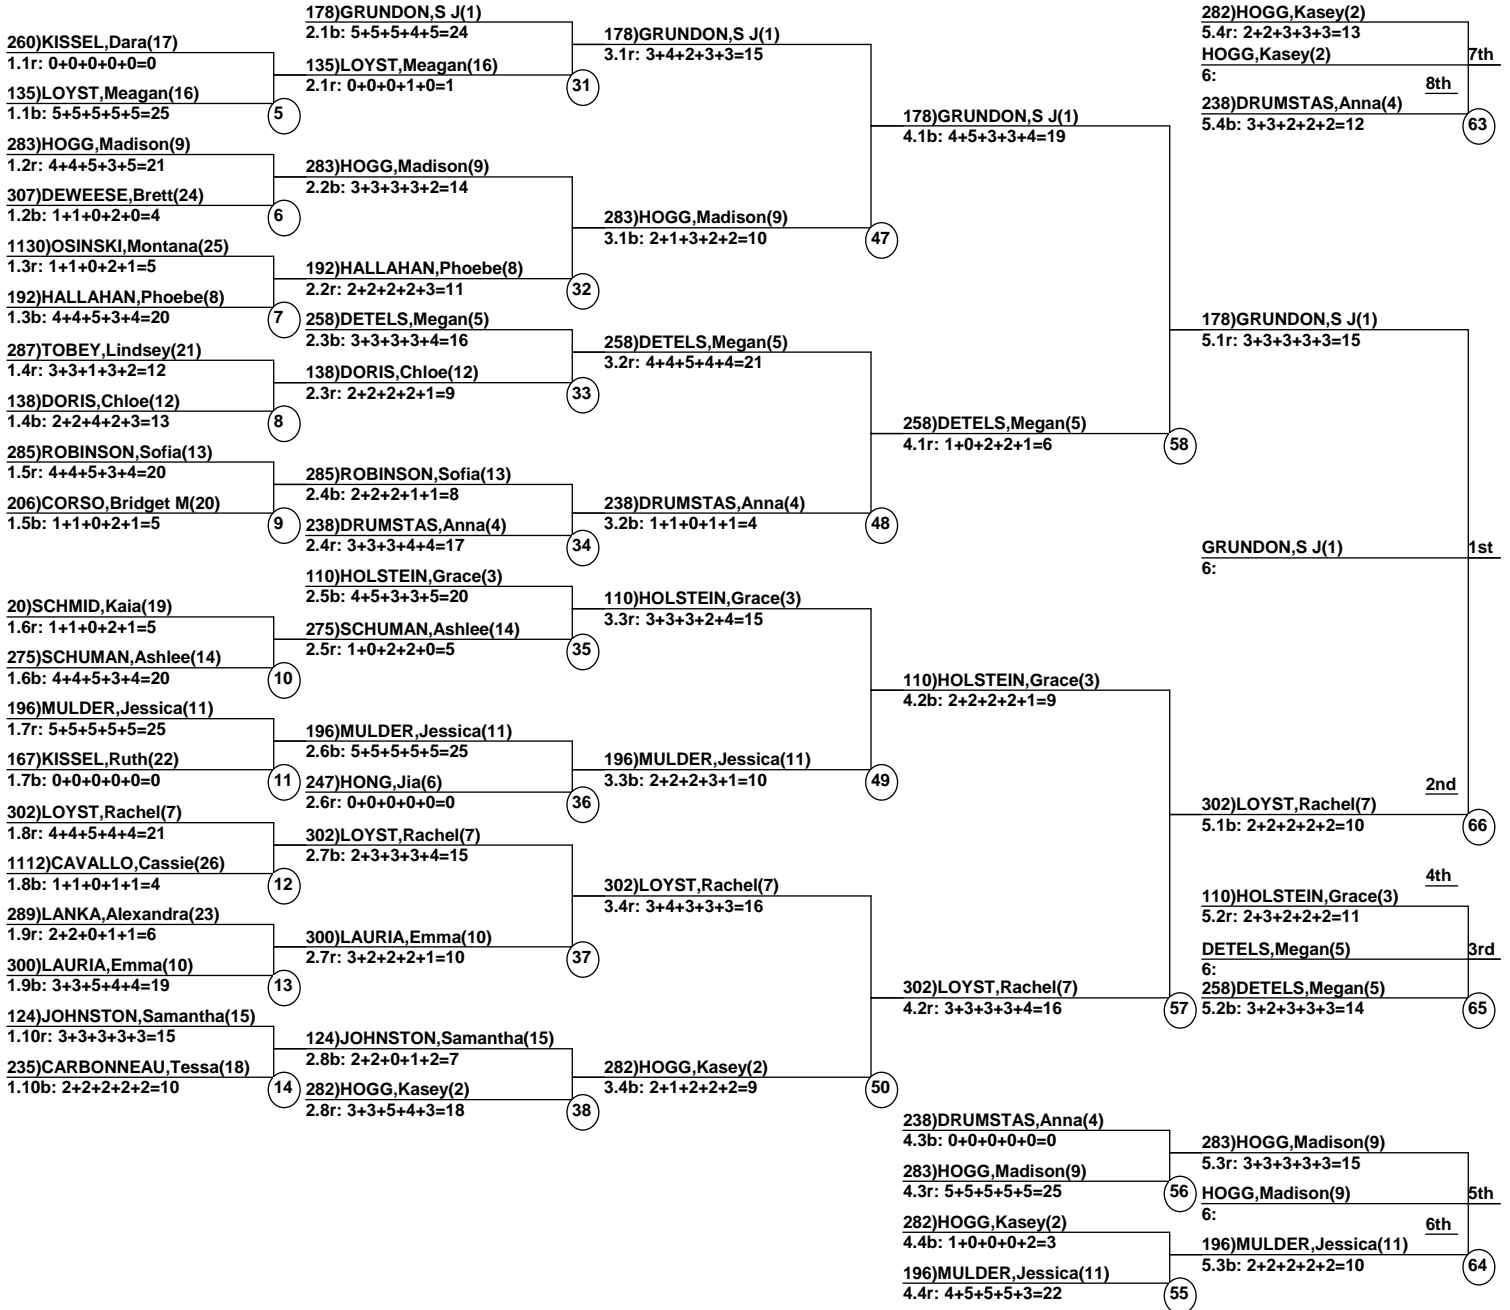 260)KISSEL,Dara(17)
1.1r: 0+0+0+0+0=0
135)LOYST,Meagan(16)
1.1b: 5+5+5+5+5=25
5
283)HOGG,Madison(9)
1.2r: 4+4+5+3+5=21
307)DEWEESE,Brett(24)
1.2b: 1+1+0+2+0=4
6
1130)OSINSKI,Montana(25)
1.3r: 1+1+0+2+1=5
192)HALLAHAN,Phoebe(8)
1.3b: 4+4+5+3+4=20
7
287)TOBEY,Lindsey(21)
1.4r: 3+3+1+3+2=12
138)DORIS,Chloe(12)
1.4b: 2+2+4+2+3=13
8
285)ROBINSON,Sofia(13)
1.5r: 4+4+5+3+4=20
206)CORSO,Bridget M(20)
1.5b: 1+1+0+2+1=5
9
20)SCHMID,Kaia(19)
1.6r: 1+1+0+2+1=5
275)SCHUMAN,Ashlee(14)
1.6b: 4+4+5+3+4=20
10
196)MULDER,Jessica(11)
1.7r: 5+5+5+5+5=25
167)KISSEL,Ruth(22)
1.7b: 0+0+0+0+0=0
11
302)LOYST,Rachel(7)
1.8r: 4+4+5+4+4=21
1112)CAVALLO,Cassie(26)
1.8b: 1+1+0+1+1=4
12
289)LANKA,Alexandra(23)
1.9r: 2+2+0+1+1=6
300)LAURIA,Emma(10)
1.9b: 3+3+5+4+4=19
13
124)JOHNSTON,Samantha(15)
1.10r: 3+3+3+3+3=15
235)CARBONNEAU,Tessa(18)
1.10b: 2+2+2+2+2=10
14
178)GRUNDON,S J(1)
2.1b: 5+5+5+4+5=24
135)LOYST,Meagan(16)
2.1r: 0+0+0+1+0=1
31
283)HOGG,Madison(9)
2.2b: 3+3+3+3+2=14
192)HALLAHAN,Phoebe(8)
2.2r: 2+2+2+2+3=11
32
258)DETELS,Megan(5)
2.3b: 3+3+3+3+4=16
138)DORIS,Chloe(12)
2.3r: 2+2+2+2+1=9
33
285)ROBINSON,Sofia(13)
2.4b: 2+2+2+1+1=8
238)DRUMSTAS,Anna(4)
2.4r: 3+3+3+4+4=17
34
110)HOLSTEIN,Grace(3)
2.5b: 4+5+3+3+5=20
275)SCHUMAN,Ashlee(14)
2.5r: 1+0+2+2+0=5
35
196)MULDER,Jessica(11)
2.6b: 5+5+5+5+5=25
247)HONG,Jia(6)
2.6r: 0+0+0+0+0=0
36
302)LOYST,Rachel(7)
2.7b: 2+3+3+3+4=15
300)LAURIA,Emma(10)
2.7r: 3+2+2+2+1=10
37
124)JOHNSTON,Samantha(15)
2.8b: 2+2+0+1+2=7
282)HOGG,Kasey(2)
2.8r: 3+3+5+4+3=18
38
178)GRUNDON,S J(1)
3.1r: 3+4+2+3+3=15
283)HOGG,Madison(9)
3.1b: 2+1+3+2+2=10
47
258)DETELS,Megan(5)
3.2r: 4+4+5+4+4=21
238)DRUMSTAS,Anna(4)
3.2b: 1+1+0+1+1=4
48
110)HOLSTEIN,Grace(3)
3.3r: 3+3+3+2+4=15
196)MULDER,Jessica(11)
3.3b: 2+2+2+3+1=10
49
302)LOYST,Rachel(7)
3.4r: 3+4+3+3+3=16
282)HOGG,Kasey(2)
3.4b: 2+1+2+2+2=9
50
178)GRUNDON,S J(1)
4.1b: 4+5+3+3+4=19
258)DETELS,Megan(5)
4.1r: 1+0+2+2+1=6
58
110)HOLSTEIN,Grace(3)
4.2b: 2+2+2+2+1=9
302)LOYST,Rachel(7)
4.2r: 3+3+3+3+4=16
57
238)DRUMSTAS,Anna(4)
4.3b: 0+0+0+0+0=0
283)HOGG,Madison(9)
4.3r: 5+5+5+5+5=25
56
282)HOGG,Kasey(2)
4.4b: 1+0+0+0+2=3
196)MULDER,Jessica(11)
4.4r: 4+5+5+5+3=22
55
282)HOGG,Kasey(2)
5.4r: 2+2+3+3+3=13
HOGG,Kasey(2)
7th
6:
8th
238)DRUMSTAS,Anna(4)
5.4b: 3+3+2+2+2=12
63
178)GRUNDON,S J(1)
5.1r: 3+3+3+3+3=15
GRUNDON,S J(1)
1st
6:
2nd
302)LOYST,Rachel(7)
5.1b: 2+2+2+2+2=10
66
4th
110)HOLSTEIN,Grace(3)
5.2r: 2+3+2+2+2=11
DETELS,Megan(5)
3rd
6:
258)DETELS,Megan(5)
5.2b: 3+2+3+3+3=14
65
283)HOGG,Madison(9)
5.3r: 3+3+3+3+3=15
HOGG,Madison(9)
5th
6:
6th
196)MULDER,Jessica(11)
5.3b: 2+2+2+2+2=10
64